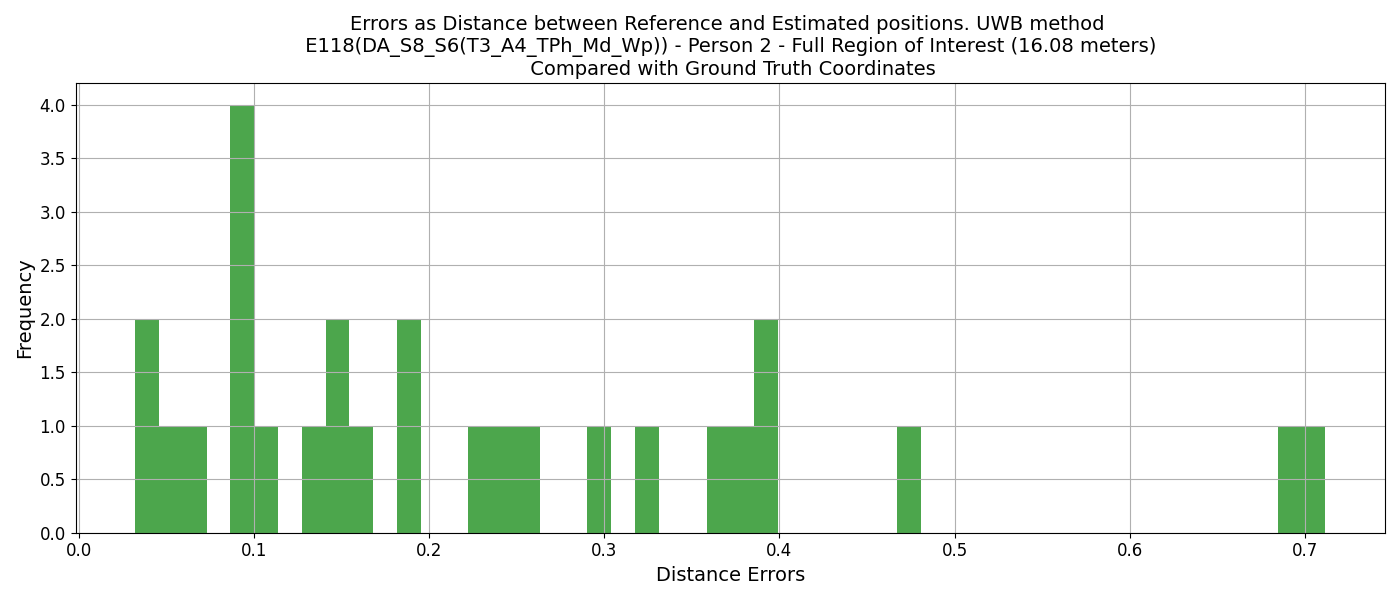 Errors as Distance between Reference and Estimated positions. UWB method
E118(DA_S8_S6(T3_A4_TPh_Md_Wp)) - Person 2 - Full Region of Interest (16.08 meters)
Compared with Ground Truth Coordinates
Frequency
4.0
3.5
3.0
2.5
2.0
1.5
1.0
0.5
0.0
0.0 0.1 0.2 0.3 0.4 0.5 0.6 0.7
Distance Errors